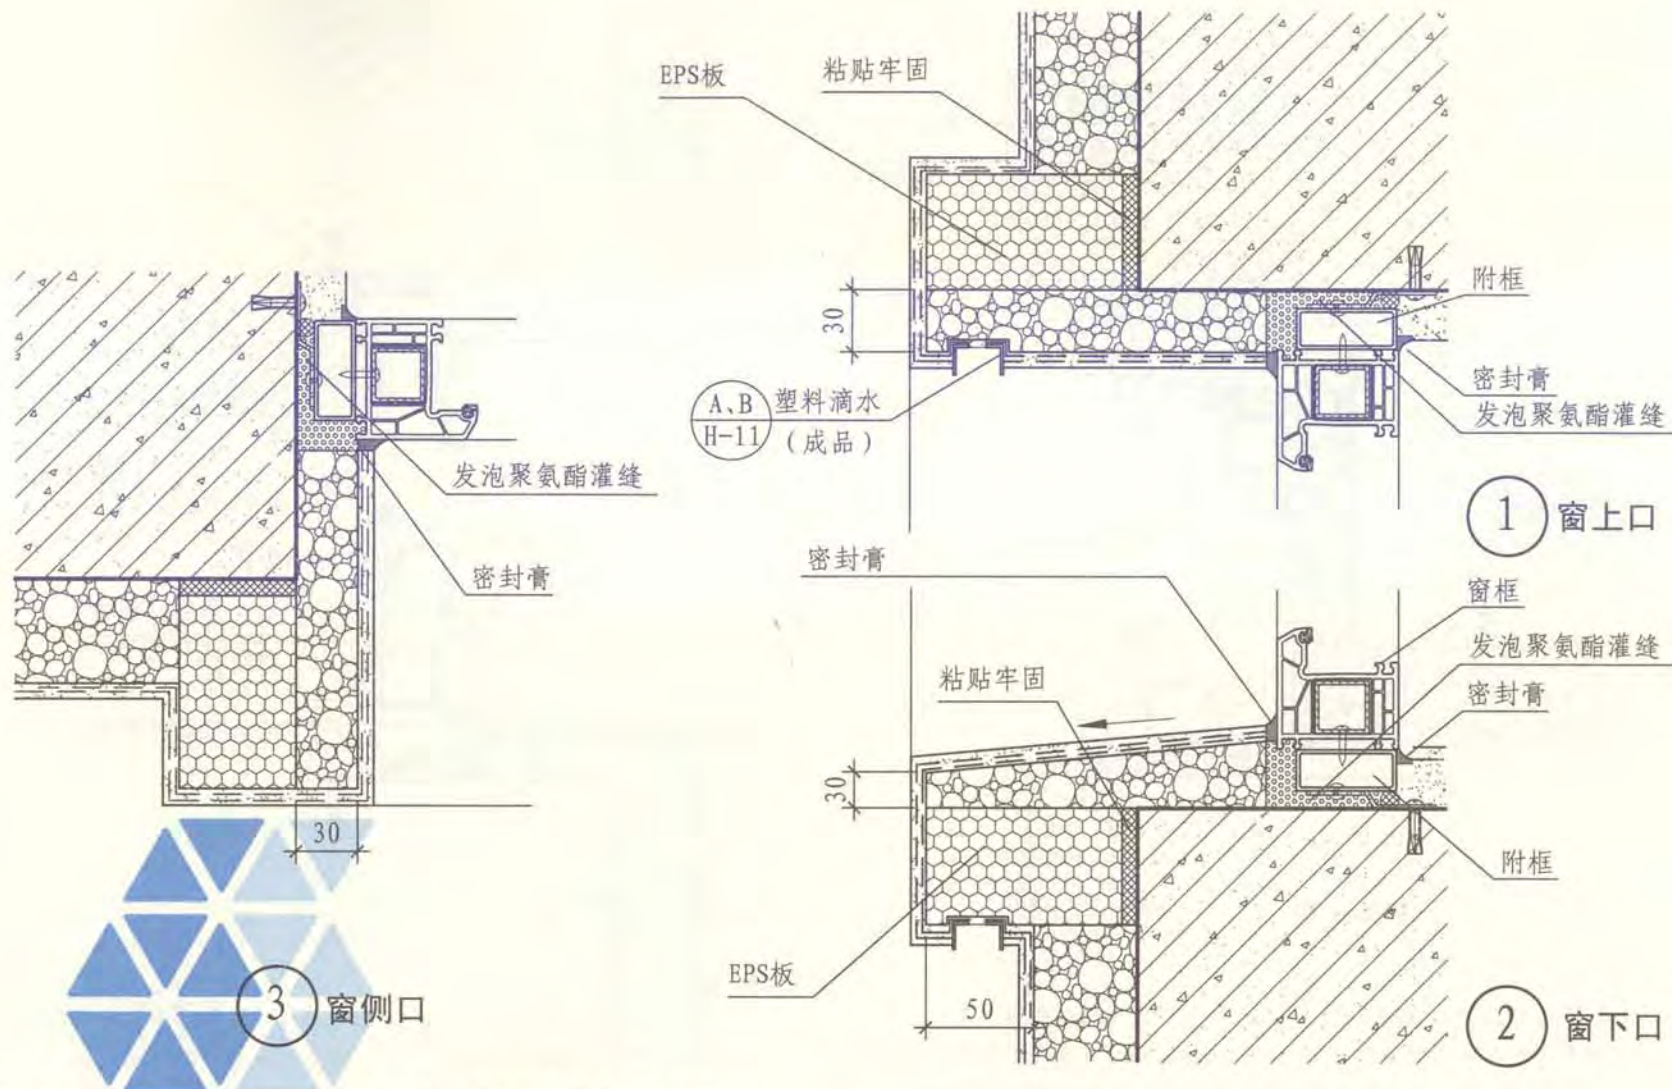 EPS板
粘贴牢固
附框
30
密封膏
发泡聚氨酯灌缝
A、B
H-11
塑料滴水
(成品)
1 窗上口
发泡聚氨酯灌缝
密封膏
30
3 窗侧口
密封膏
窗框
发泡聚氨酯灌缝
密封膏
粘贴牢固
30
附框
EPS板
50
2 窗下口